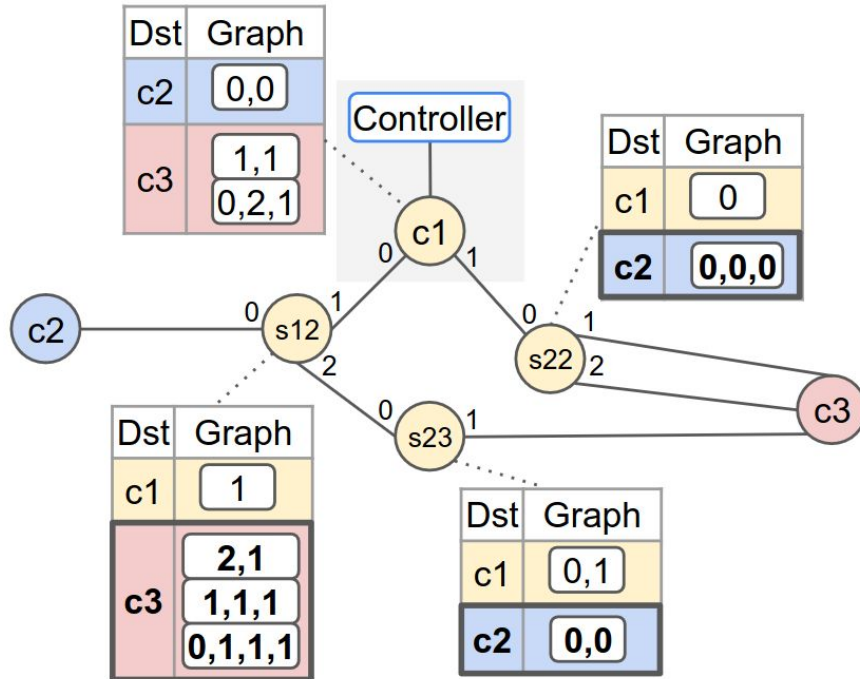 Dst Graph
c2 0,0
c3 1,1
0,2,1
Controller
c1
0 1
Dst Graph
c1 0
c2 0,0,0
c2
0 s12 1
2
0 s22 1
2
c3
0 s23 1
Dst Graph
c1 1
c3 2,1
1,1,1
0,1,1,1
Dst Graph
c1 0,1
c2 0,0